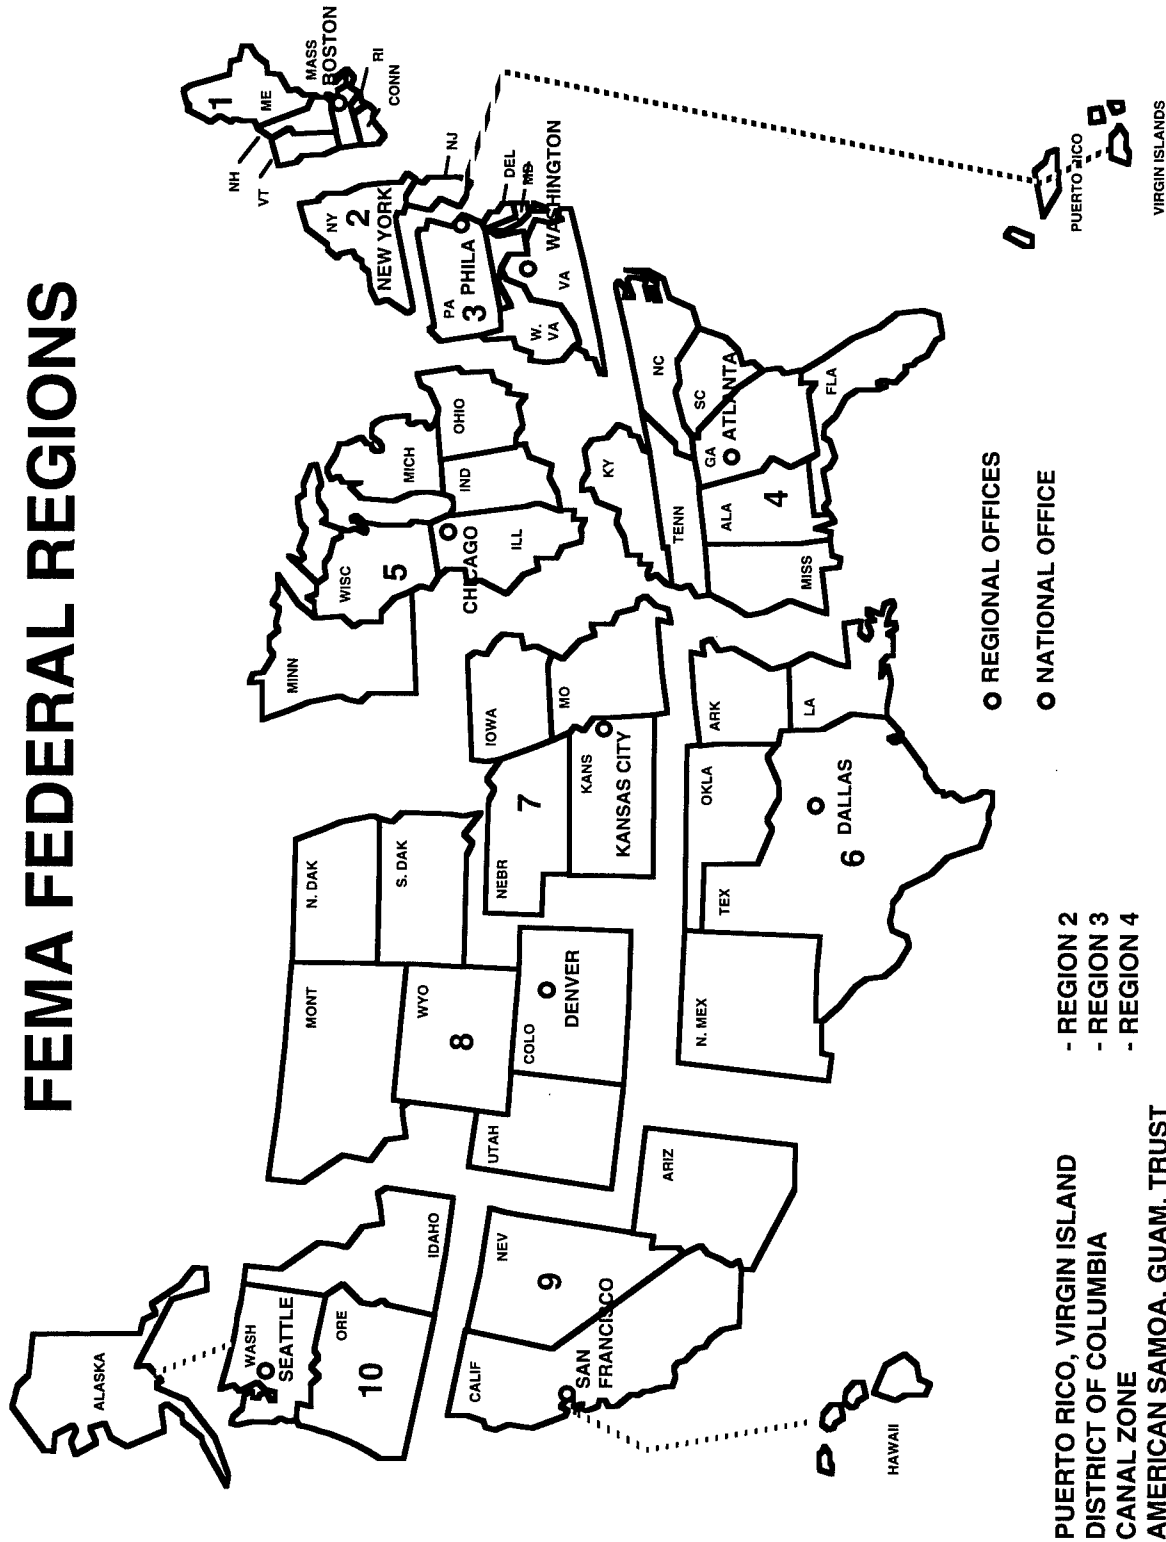 FEMA FEDERAL REGIONS
ALASKA
WASH
SEATTLE
ORE
10
IDAHO
MONT
N. DAK
S. DAK
WYO
8
UTAH
COLO
DENVER
NEV
9
CALIF
SAN
FRANCISCO
ARIZ
HAWAII
NEBR
7
IOWA
KANS
KANSAS CITY
MO
N. MEX
TEX
OKLA
ARK
LA
6
DALLAS
MINN
WISC
5
MICH
CHICAGO
ILL
IND
OHIO
KY
TENN
NC
SC
GA
ATLANTA
ALA
4
MISS
FLA
PA
3
PHILA
W.
VA
VA
WASHINGTON
DEL
MD
NJ
NY
2
NEW YORK
1
ME
NH
VT
MASS
BOSTON
RI
CONN
PUERTO RICO
VIRGIN ISLANDS
REGIONAL OFFICES
NATIONAL OFFICE
PUERTO RICO, VIRGIN ISLAND - REGION 2
DISTRICT OF COLUMBIA - REGION 3
CANAL ZONE - REGION 4
AMERICAN SAMOA, GUAM, TRUST